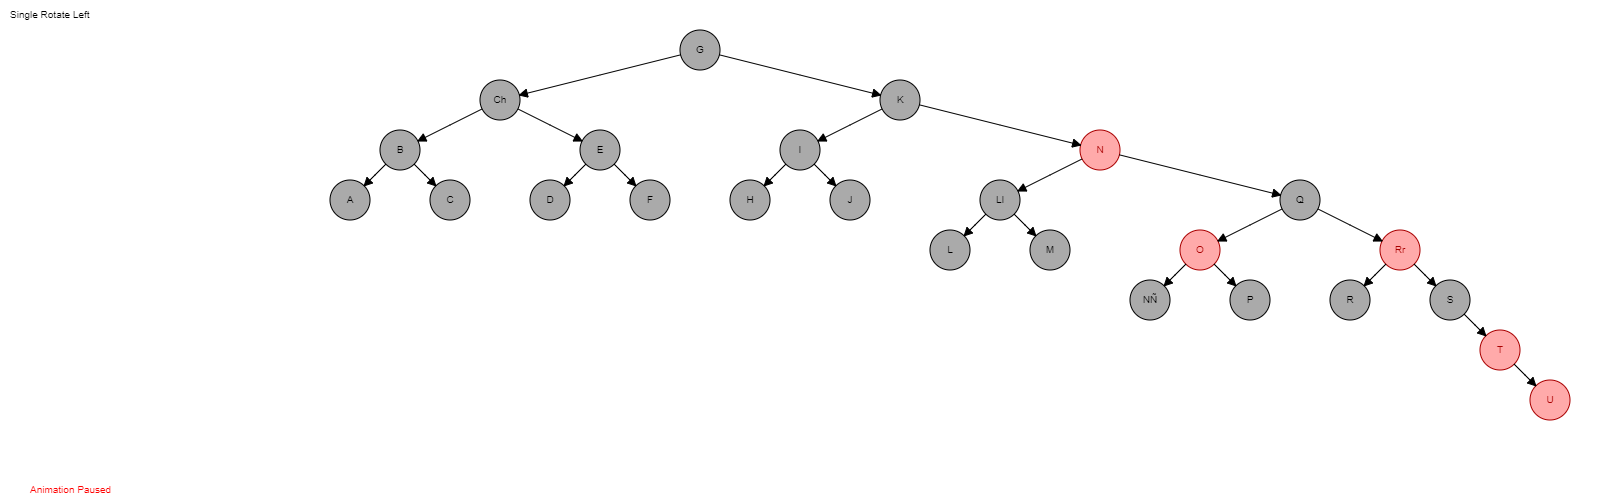 Single Rotate Left
G
Ch
K
B
E
I
N
A
C
D
F
H
J
Ll
Q
L
M
O
Rr
NÑ
P
R
S
T
U
Animation Paused